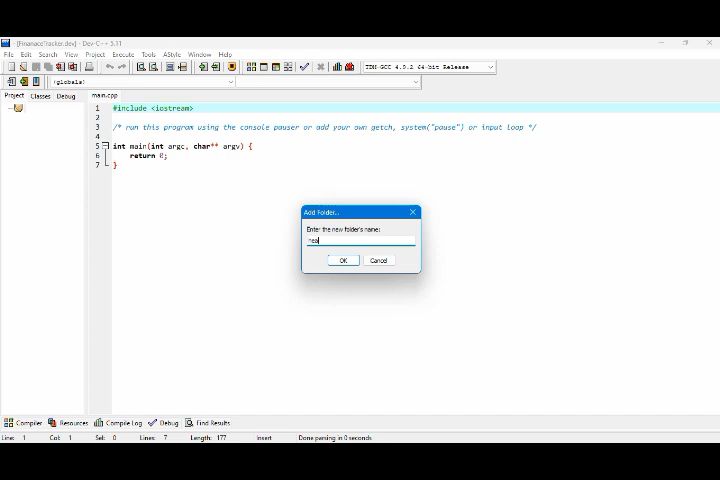 - [FinanaceTracker.dev] - Dev-C++ 5.11
File Edit Search View Project Execute Tools AStyle Window Help
TDM-GCC 4.9.2 64-bit Release
(globals)
Project Classes Debug
main.cpp
1 #include <iostream>
2
3 /* run this program using the console pauser or add your own getch, system("pause") or input loop */
4
5 int main(int argc, char** argv) {
6 return 0;
7 }
Add Folder...
Enter the new folder's name:
hea
OK Cancel
Compiler Resources Compile Log Debug Find Results
Line: 1 Col: 1 Sel: 0 Lines: 7 Length: 177 Insert Done parsing in 0 seconds